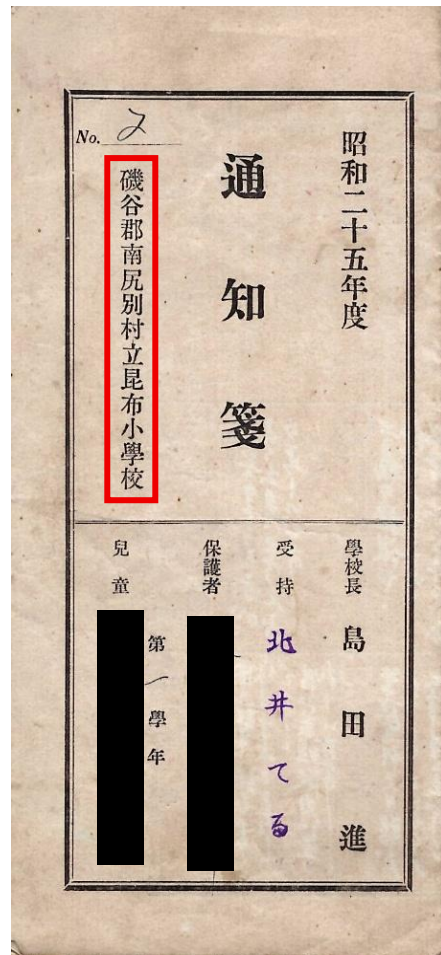 昭和二十五年度
通知箋
No. 2
磯谷郡南尻別村立昆布小學校
學校長 島田進
受持 北井てる
保護者
第一學年
兒童